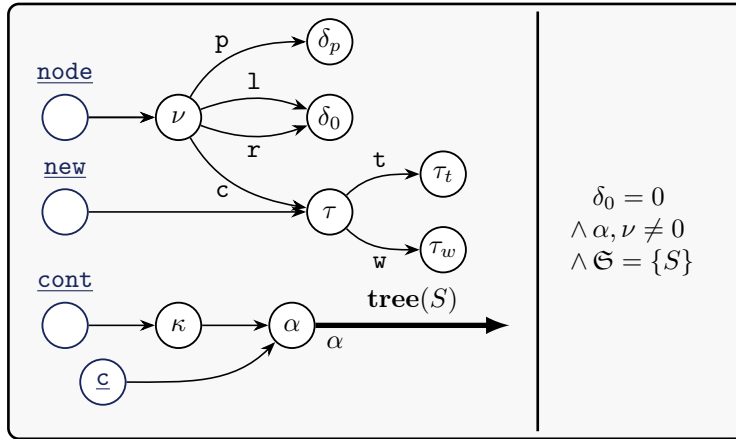 p
δ_p
node
l
ν
δ_0
r
new
t
τ_t
c
τ
w
τ_w
cont
tree(S)
κ
α
α
c
δ_0 = 0
∧ α, ν ≠ 0
∧ 𝔖 = {S}